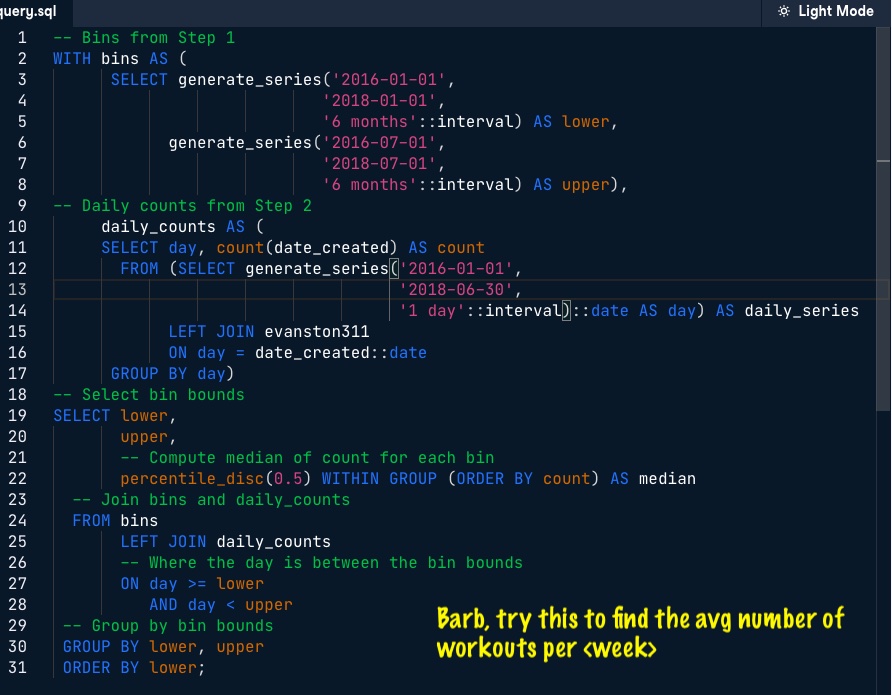 query.sql
Light Mode
1 -- Bins from Step 1
2 WITH bins AS (
3 SELECT generate_series('2016-01-01',
4 '2018-01-01',
5 '6 months'::interval) AS lower,
6 generate_series('2016-07-01',
7 '2018-07-01',
8 '6 months'::interval) AS upper),
9 -- Daily counts from Step 2
10 daily_counts AS (
11 SELECT day, count(date_created) AS count
12 FROM (SELECT generate_series('2016-01-01',
13 '2018-06-30',
14 '1 day'::interval)::date AS day) AS daily_series
15 LEFT JOIN evanston311
16 ON day = date_created::date
17 GROUP BY day)
18 -- Select bin bounds
19 SELECT lower,
20 upper,
21 -- Compute median of count for each bin
22 percentile_disc(0.5) WITHIN GROUP (ORDER BY count) AS median
23 -- Join bins and daily_counts
24 FROM bins
25 LEFT JOIN daily_counts
26 -- Where the day is between the bin bounds
27 ON day >= lower
28 AND day < upper
29 -- Group by bin bounds
30 GROUP BY lower, upper
31 ORDER BY lower;
Barb, try this to find the avg number of
workouts per <week>